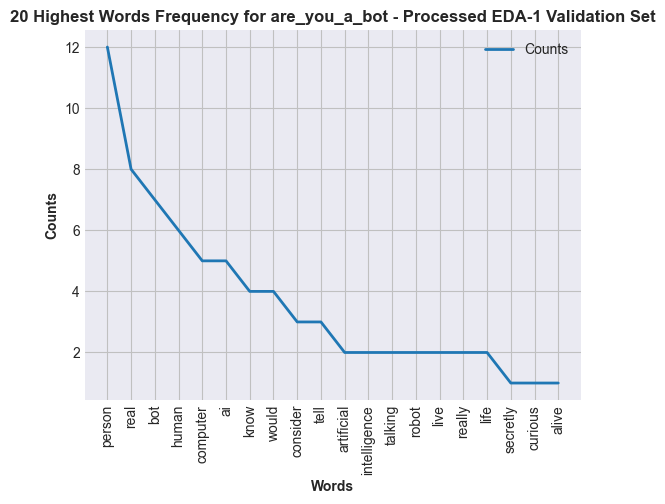 20 Highest Words Frequency for are_you_a_bot - Processed EDA-1 Validation Set
Counts
12
10
8
6
4
2
Counts
person
real
bot
human
computer
ai
know
would
consider
tell
artificial
intelligence
talking
robot
live
really
life
secretly
curious
alive
Words